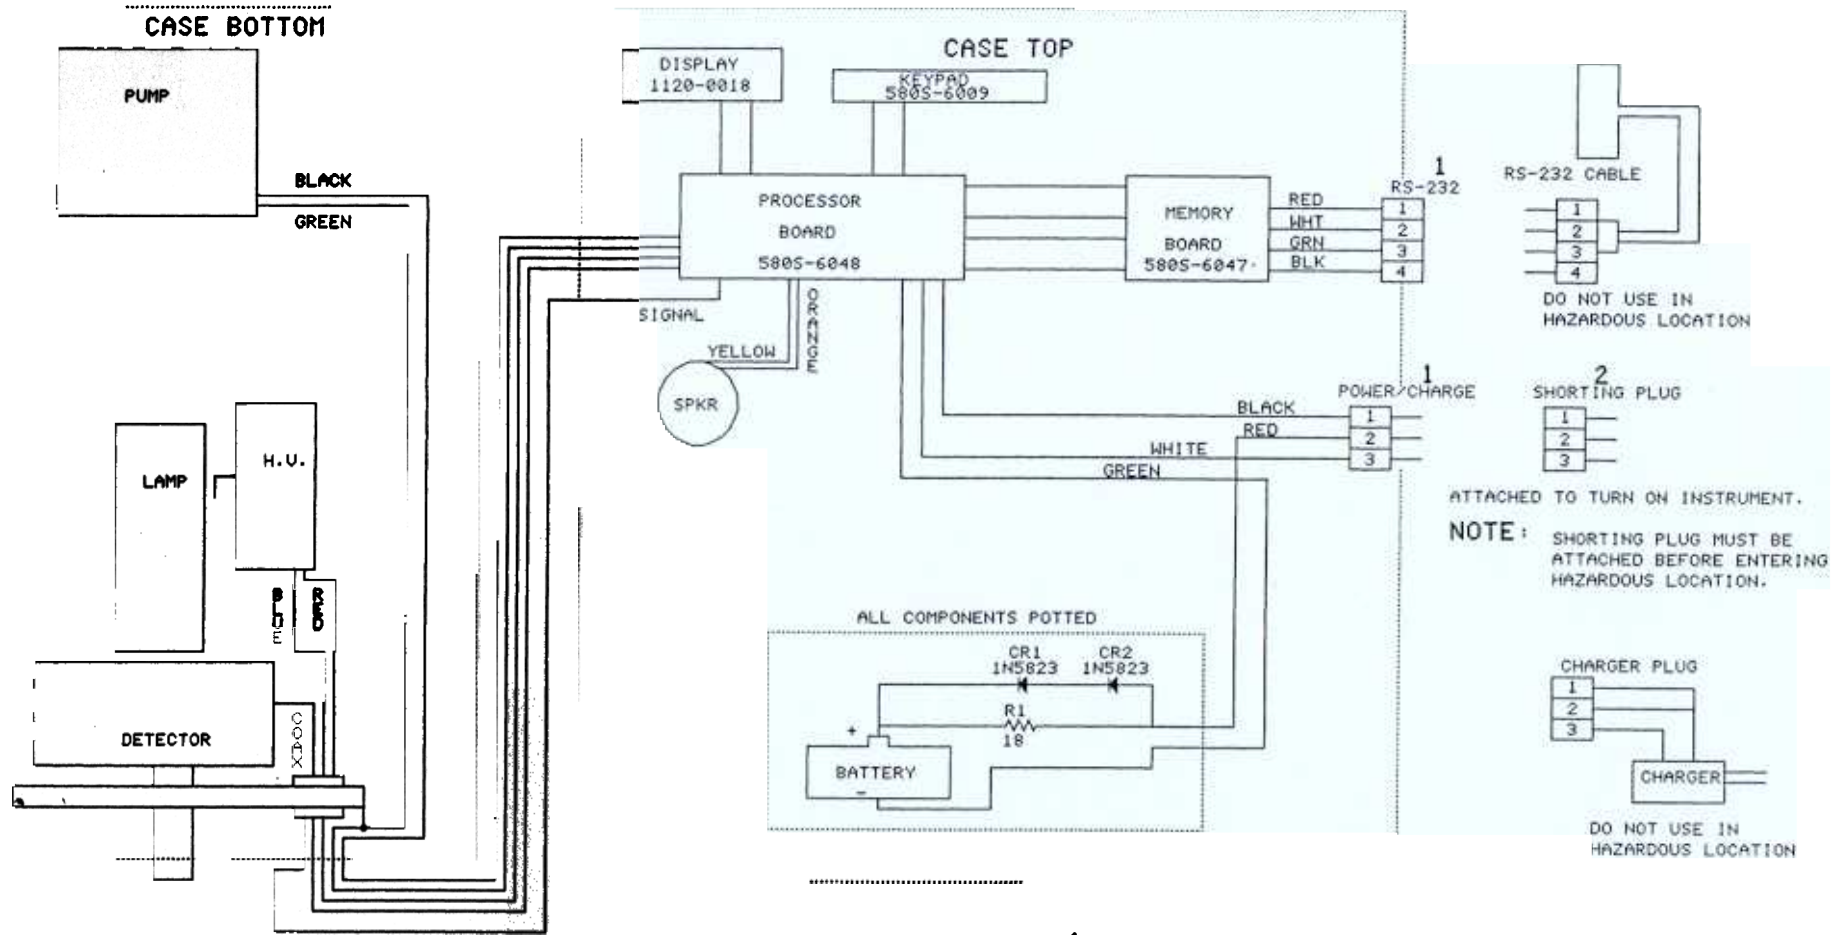 CASE BOTTOM
PUMP
BLACK
GREEN
LAMP
H.V.
BLUE
RED
DETECTOR
COAX
CASE TOP
DISPLAY
1120-0018
KEYPAD
580S-6009
PROCESSOR
BOARD
580S-6048
MEMORY
BOARD
580S-6047
SIGNAL
ORANGE
YELLOW
SPKR
1
RS-232
RED
WHT
GRN
BLK
1
2
3
4
RS-232 CABLE
1
2
3
4
DO NOT USE IN
HAZARDOUS LOCATION
1
POWER/CHARGE
BLACK
RED
WHITE
GREEN
1
2
3
2
SHORTING PLUG
1
2
3
ATTACHED TO TURN ON INSTRUMENT.
NOTE: SHORTING PLUG MUST BE
ATTACHED BEFORE ENTERING
HAZARDOUS LOCATION.
ALL COMPONENTS POTTED
CR1
1N5823
CR2
1N5823
R1
18
+
BATTERY
-
CHARGER PLUG
1
2
3
CHARGER
DO NOT USE IN
HAZARDOUS LOCATION